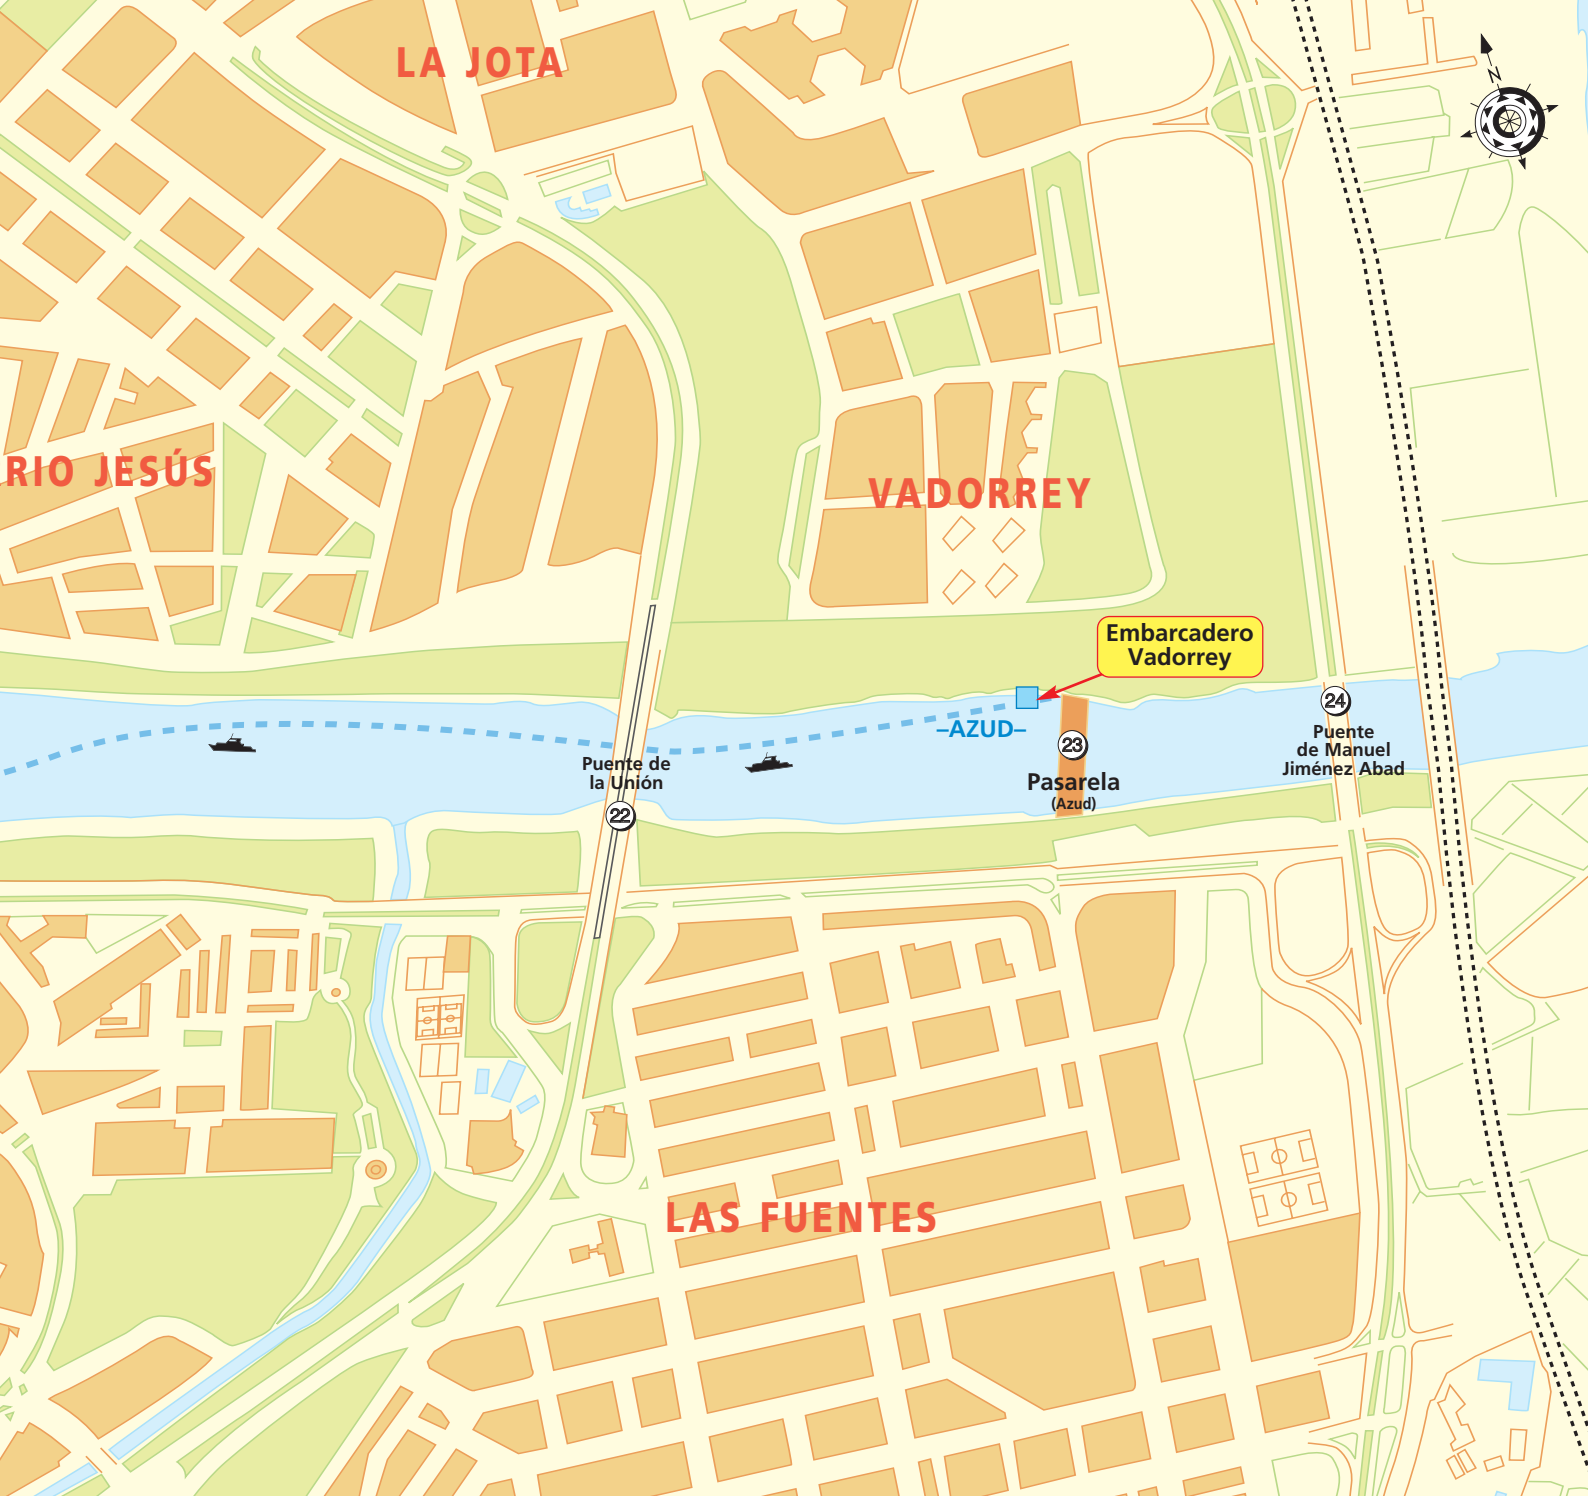 LA JOTA
N
RIO JESÚS
VADORREY
Embarcadero
Vadorrey
–AZUD–
24
Puente
de Manuel
Jiménez Abad
23
Pasarela
(Azud)
Puente de
la Unión
22
LAS FUENTES